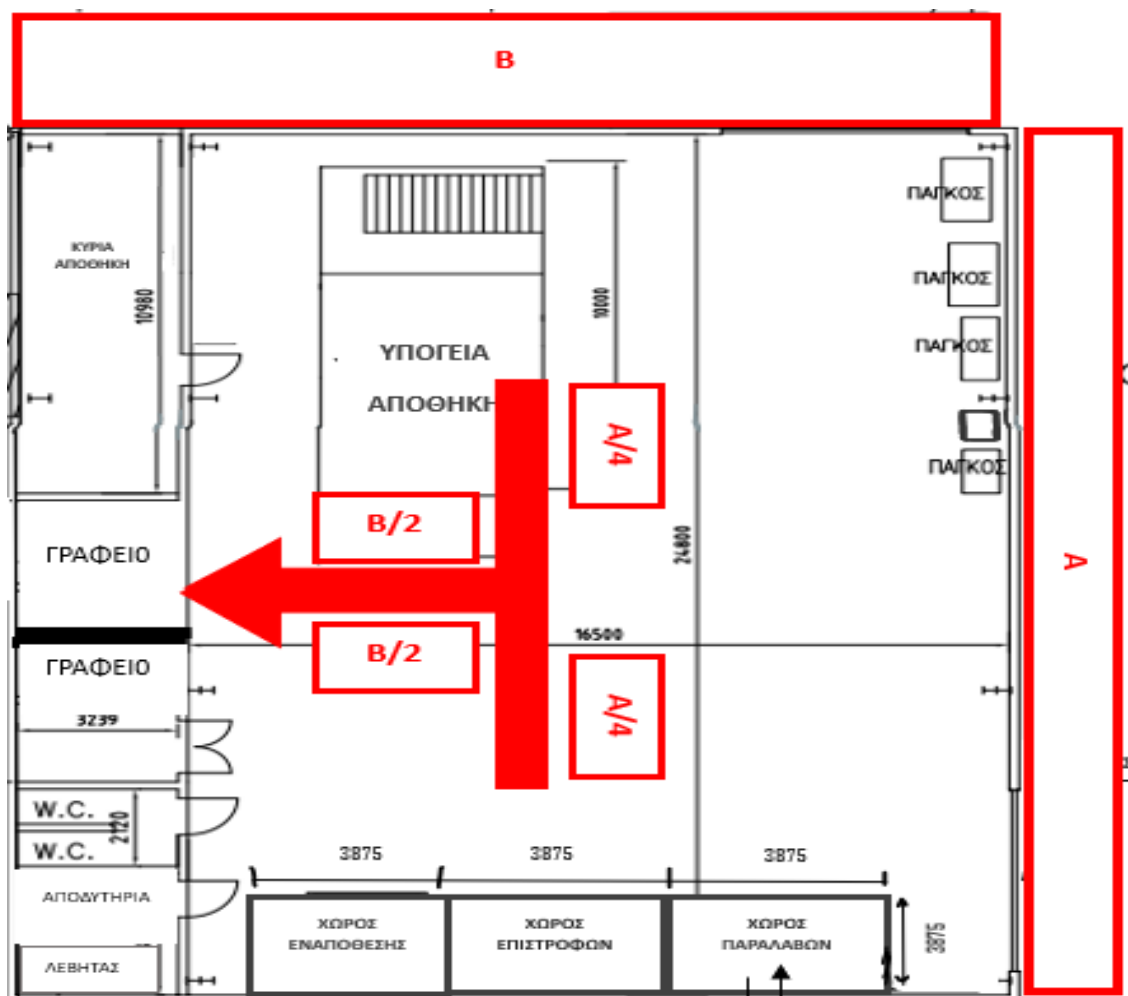 B
ΚΥΡΙΑ
ΑΠΟΘΗΚΗ
10980
ΥΠΟΓΕΙΑ
ΑΠΟΘΗΚΗ
10000
ΠΑΓΚΟΣ
ΠΑΓΚΟΣ
ΠΑΓΚΟΣ
ΠΑΓΚΟΣ
A
A/4
B/2
24800
ΓΡΑΦΕΙΟ
16500
B/2
A/4
ΓΡΑΦΕΙΟ
3239
W.C.
W.C.
2120
ΑΠΟΔΥΤΗΡΙΑ
ΛΕΒΗΤΑΣ
3875
3875
3875
ΧΩΡΟΣ
ΕΝΑΠΟΘΕΣΗΣ
ΧΩΡΟΣ
ΕΠΙΣΤΡΟΦΩΝ
ΧΩΡΟΣ
ΠΑΡΑΛΑΒΩΝ
3875